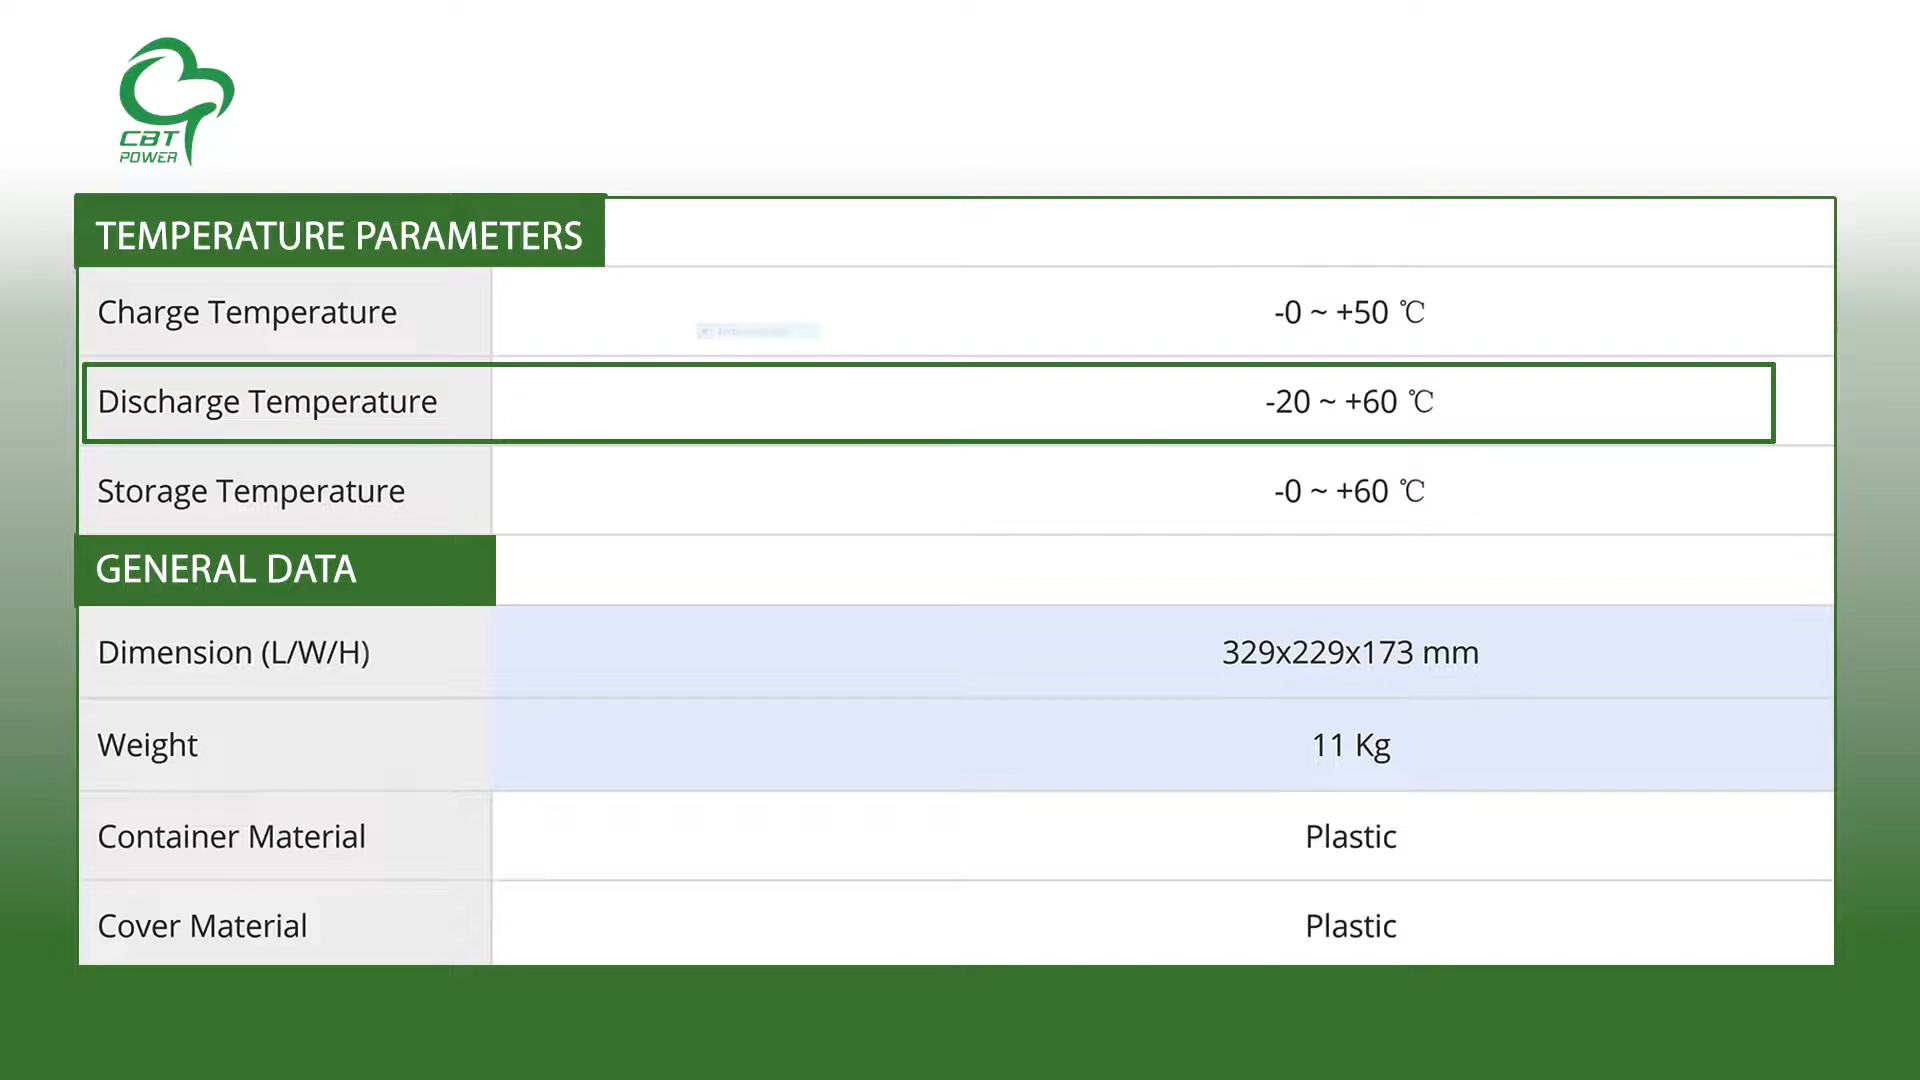 CBT
POWER
TEMPERATURE PARAMETERS
Charge Temperature -0 ~ +50 ℃
Discharge Temperature -20 ~ +60 ℃
Storage Temperature -0 ~ +60 ℃
GENERAL DATA
Dimension (L/W/H) 329x229x173 mm
Weight 11 Kg
Container Material Plastic
Cover Material Plastic